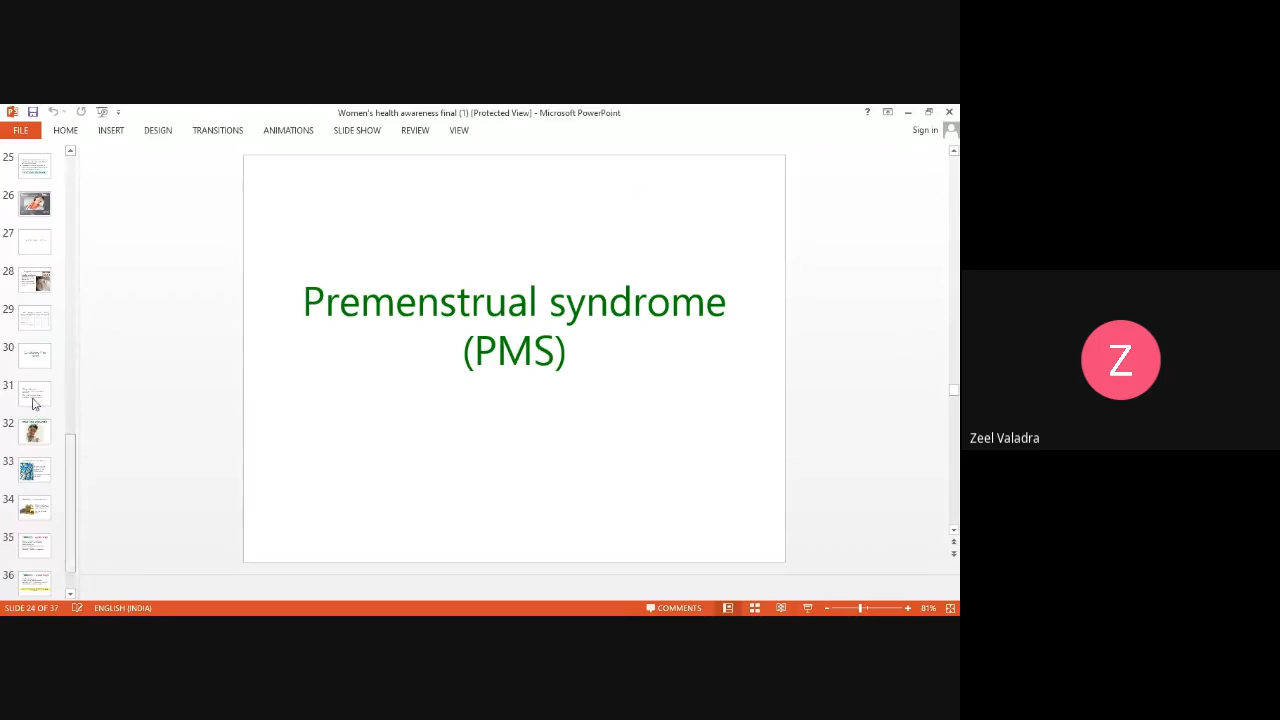 Women's health awareness final (1) [Protected View] - Microsoft PowerPoint
?
FILE HOME INSERT DESIGN TRANSITIONS ANIMATIONS SLIDE SHOW REVIEW VIEW
Sign in
25
26
27
28
29
30
31
32
33
34
35
36
Premenstrual syndrome
(PMS)
Z
Zeel Valadra
SLIDE 24 OF 37 ENGLISH (INDIA) COMMENTS 81%